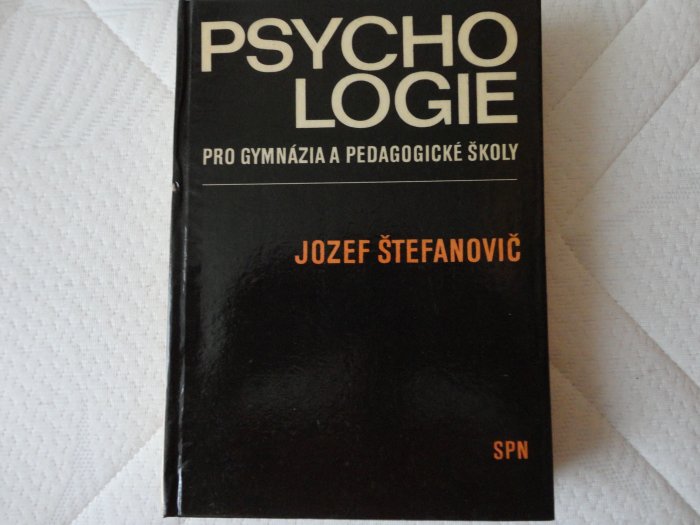 PSYCHO
LOGIE
PRO GYMNÁZIA A PEDAGOGICKÉ ŠKOLY
JOZEF ŠTEFANOVIČ
SPN